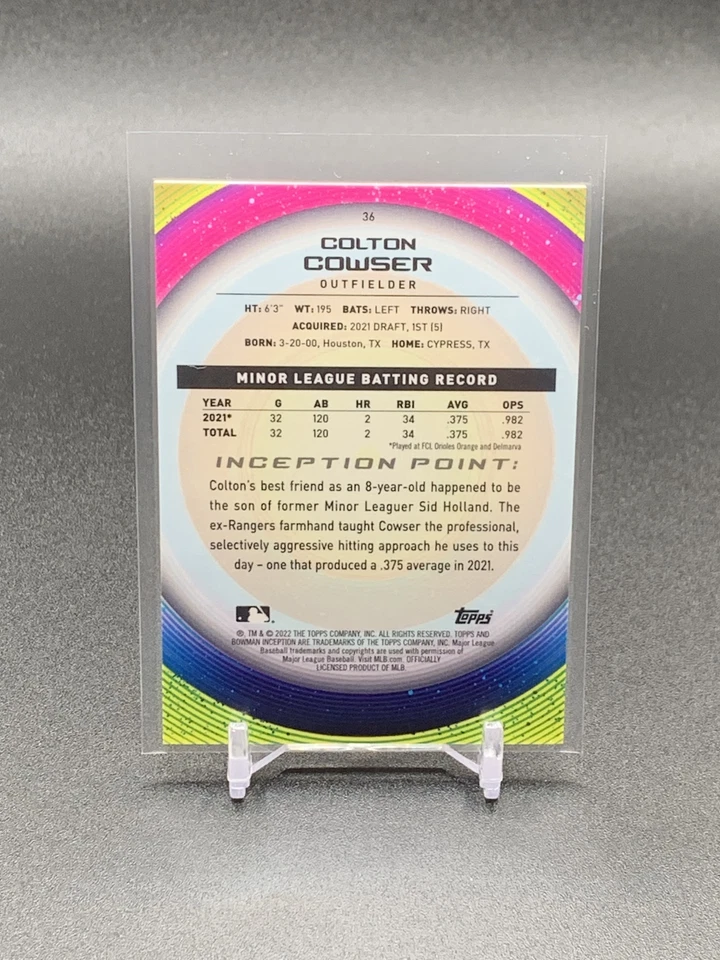 36
COLTON
COWSER
OUTFIELDER
HT: 6'3" WT: 195 BATS: LEFT THROWS: RIGHT
ACQUIRED: 2021 DRAFT, 1ST (5)
BORN: 3-20-00, Houston, TX HOME: CYPRESS, TX
MINOR LEAGUE BATTING RECORD
YEAR G AB HR RBI AVG OPS
2021* 32 120 2 34 .375 .982
TOTAL 32 120 2 34 .375 .982
*Played at FCL Orioles Orange and Delmarva
INCEPTION POINT:
Colton's best friend as an 8-year-old happened to be
the son of former Minor Leaguer Sid Holland. The
ex-Rangers farmhand taught Cowser the professional,
selectively aggressive hitting approach he uses to this
day – one that produced a .375 average in 2021.
Topps
®, TM & © 2022 THE TOPPS COMPANY, INC. ALL RIGHTS RESERVED. TOPPS AND
BOWMAN INCEPTION ARE TRADEMARKS OF THE TOPPS COMPANY, INC. Major League
Baseball trademarks and copyrights are used with permission of
Major League Baseball. Visit MLB.com. OFFICIALLY
LICENSED PRODUCT OF MLB.